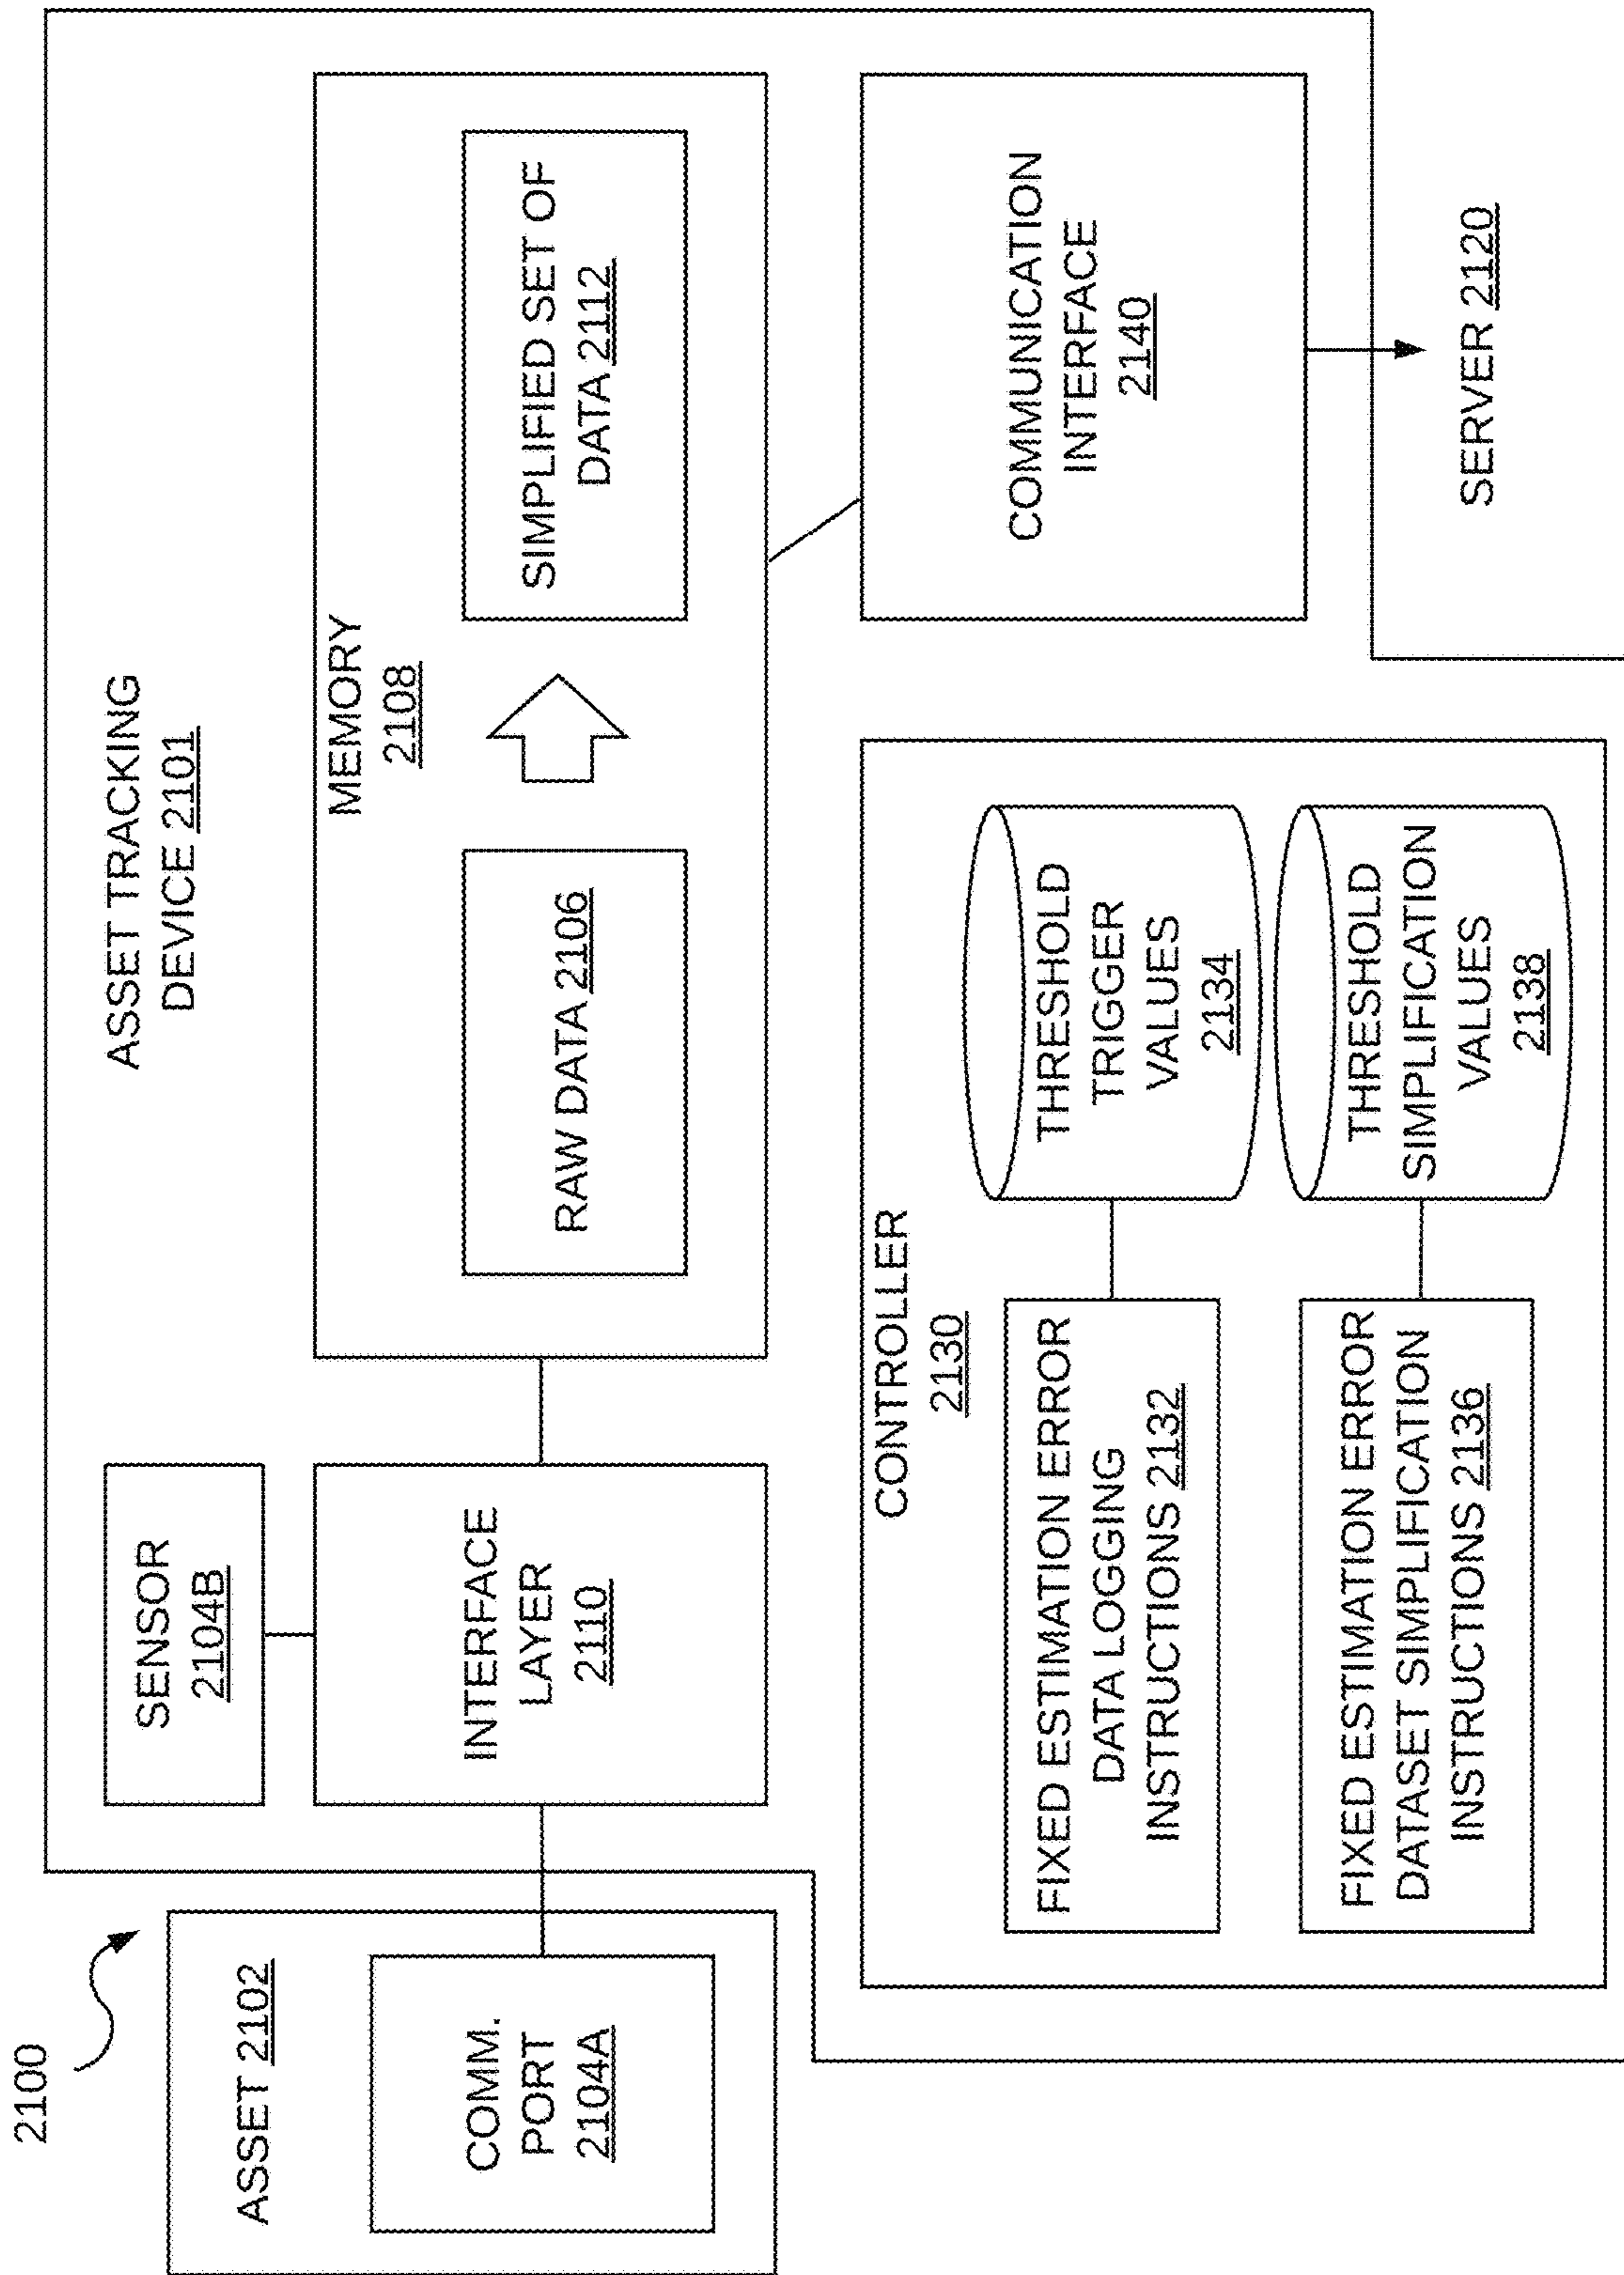 2100
ASSET TRACKING
DEVICE 2101
ASSET 2102
COMM.
PORT
2104A
SENSOR
2104B
INTERFACE
LAYER
2110
MEMORY
2108
RAW DATA 2106
SIMPLIFIED SET OF
DATA 2112
CONTROLLER
2130
FIXED ESTIMATION ERROR
DATA LOGGING
INSTRUCTIONS 2132
THRESHOLD
TRIGGER
VALUES
2134
FIXED ESTIMATION ERROR
DATASET SIMPLIFICATION
INSTRUCTIONS 2136
THRESHOLD
SIMPLIFICATION
VALUES
2138
COMMUNICATION
INTERFACE
2140
SERVER 2120